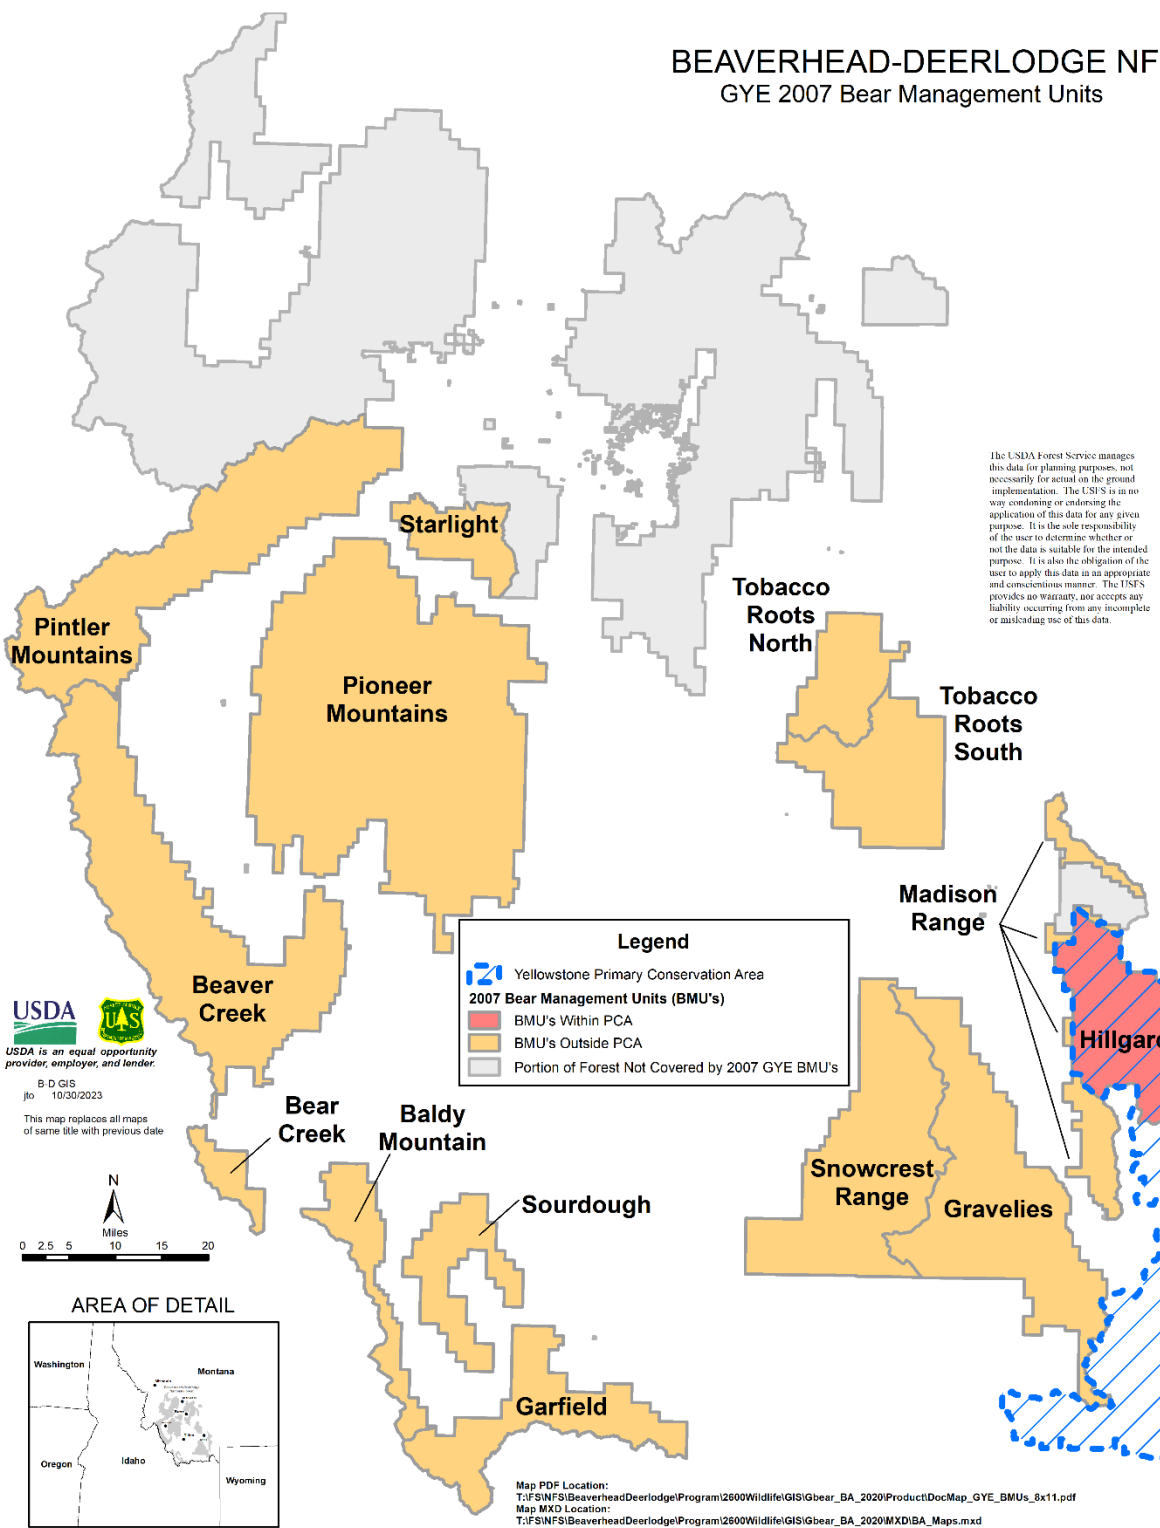 BEAVERHEAD-DEERLODGE NF
GYE 2007 Bear Management Units
The USDA Forest Service manages
this data for planning purposes, not
necessarily for actual on the ground
implementation. The USFS is in no
way condoning or endorsing the
application of this data for any given
purpose. It is the sole responsibility
of the user to determine whether or
not the data is suitable for the intended
purpose. It is also the obligation of the
user to apply this data in an appropriate
and conscientious manner. The USFS
provides no warranty, nor accepts any
liability occurring from any incomplete
or misleading use of this data.
Starlight
Pintler
Mountains
Pioneer
Mountains
Tobacco
Roots
North
Tobacco
Roots
South
Madison
Range
Hillgard
Beaver
Creek
Legend
Yellowstone Primary Conservation Area
2007 Bear Management Units (BMU's)
BMU's Within PCA
BMU's Outside PCA
Portion of Forest Not Covered by 2007 GYE BMU's
USDA
UAS
USDA is an equal opportunity
provider, employer, and lender.
B-D GIS
jto 10/30/2023
This map replaces all maps
of same title with previous date
Bear
Creek
Baldy
Mountain
Sourdough
Snowcrest
Range
Gravelies
Garfield
N
Miles
0 2.5 5 10 15 20
AREA OF DETAIL
Washington
Montana
Oregon
Idaho
Wyoming
Map PDF Location:
T:\FS\NFS\BeaverheadDeerlodge\Program\2600Wildlife\GIS\Gbear_BA_2020\Product\DocMap_GYE_BMUs_8x11.pdf
Map MXD Location:
T:\FS\NFS\BeaverheadDeerlodge\Program\2600Wildlife\GIS\Gbear_BA_2020\MXD\BA_Maps.mxd